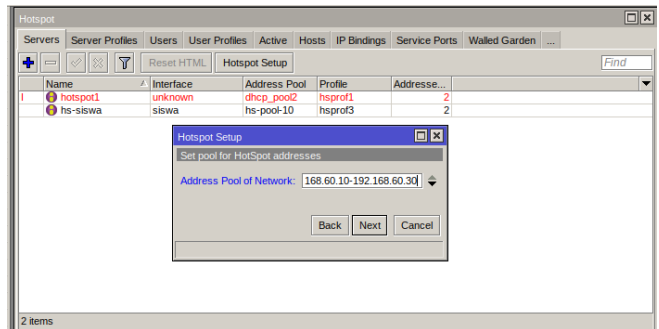 Hotspot
Servers Server Profiles Users User Profiles Active Hosts IP Bindings Service Ports Walled Garden ...
Reset HTML Hotspot Setup Find
Name Interface Address Pool Profile Addresse...
I hotspot1 unknown dhcp_pool2 hsprof1 2
hs-siswa siswa hs-pool-10 hsprof3 2
Hotspot Setup
Set pool for HotSpot addresses
Address Pool of Network: 168.60.10-192.168.60.30
Back Next Cancel
2 items